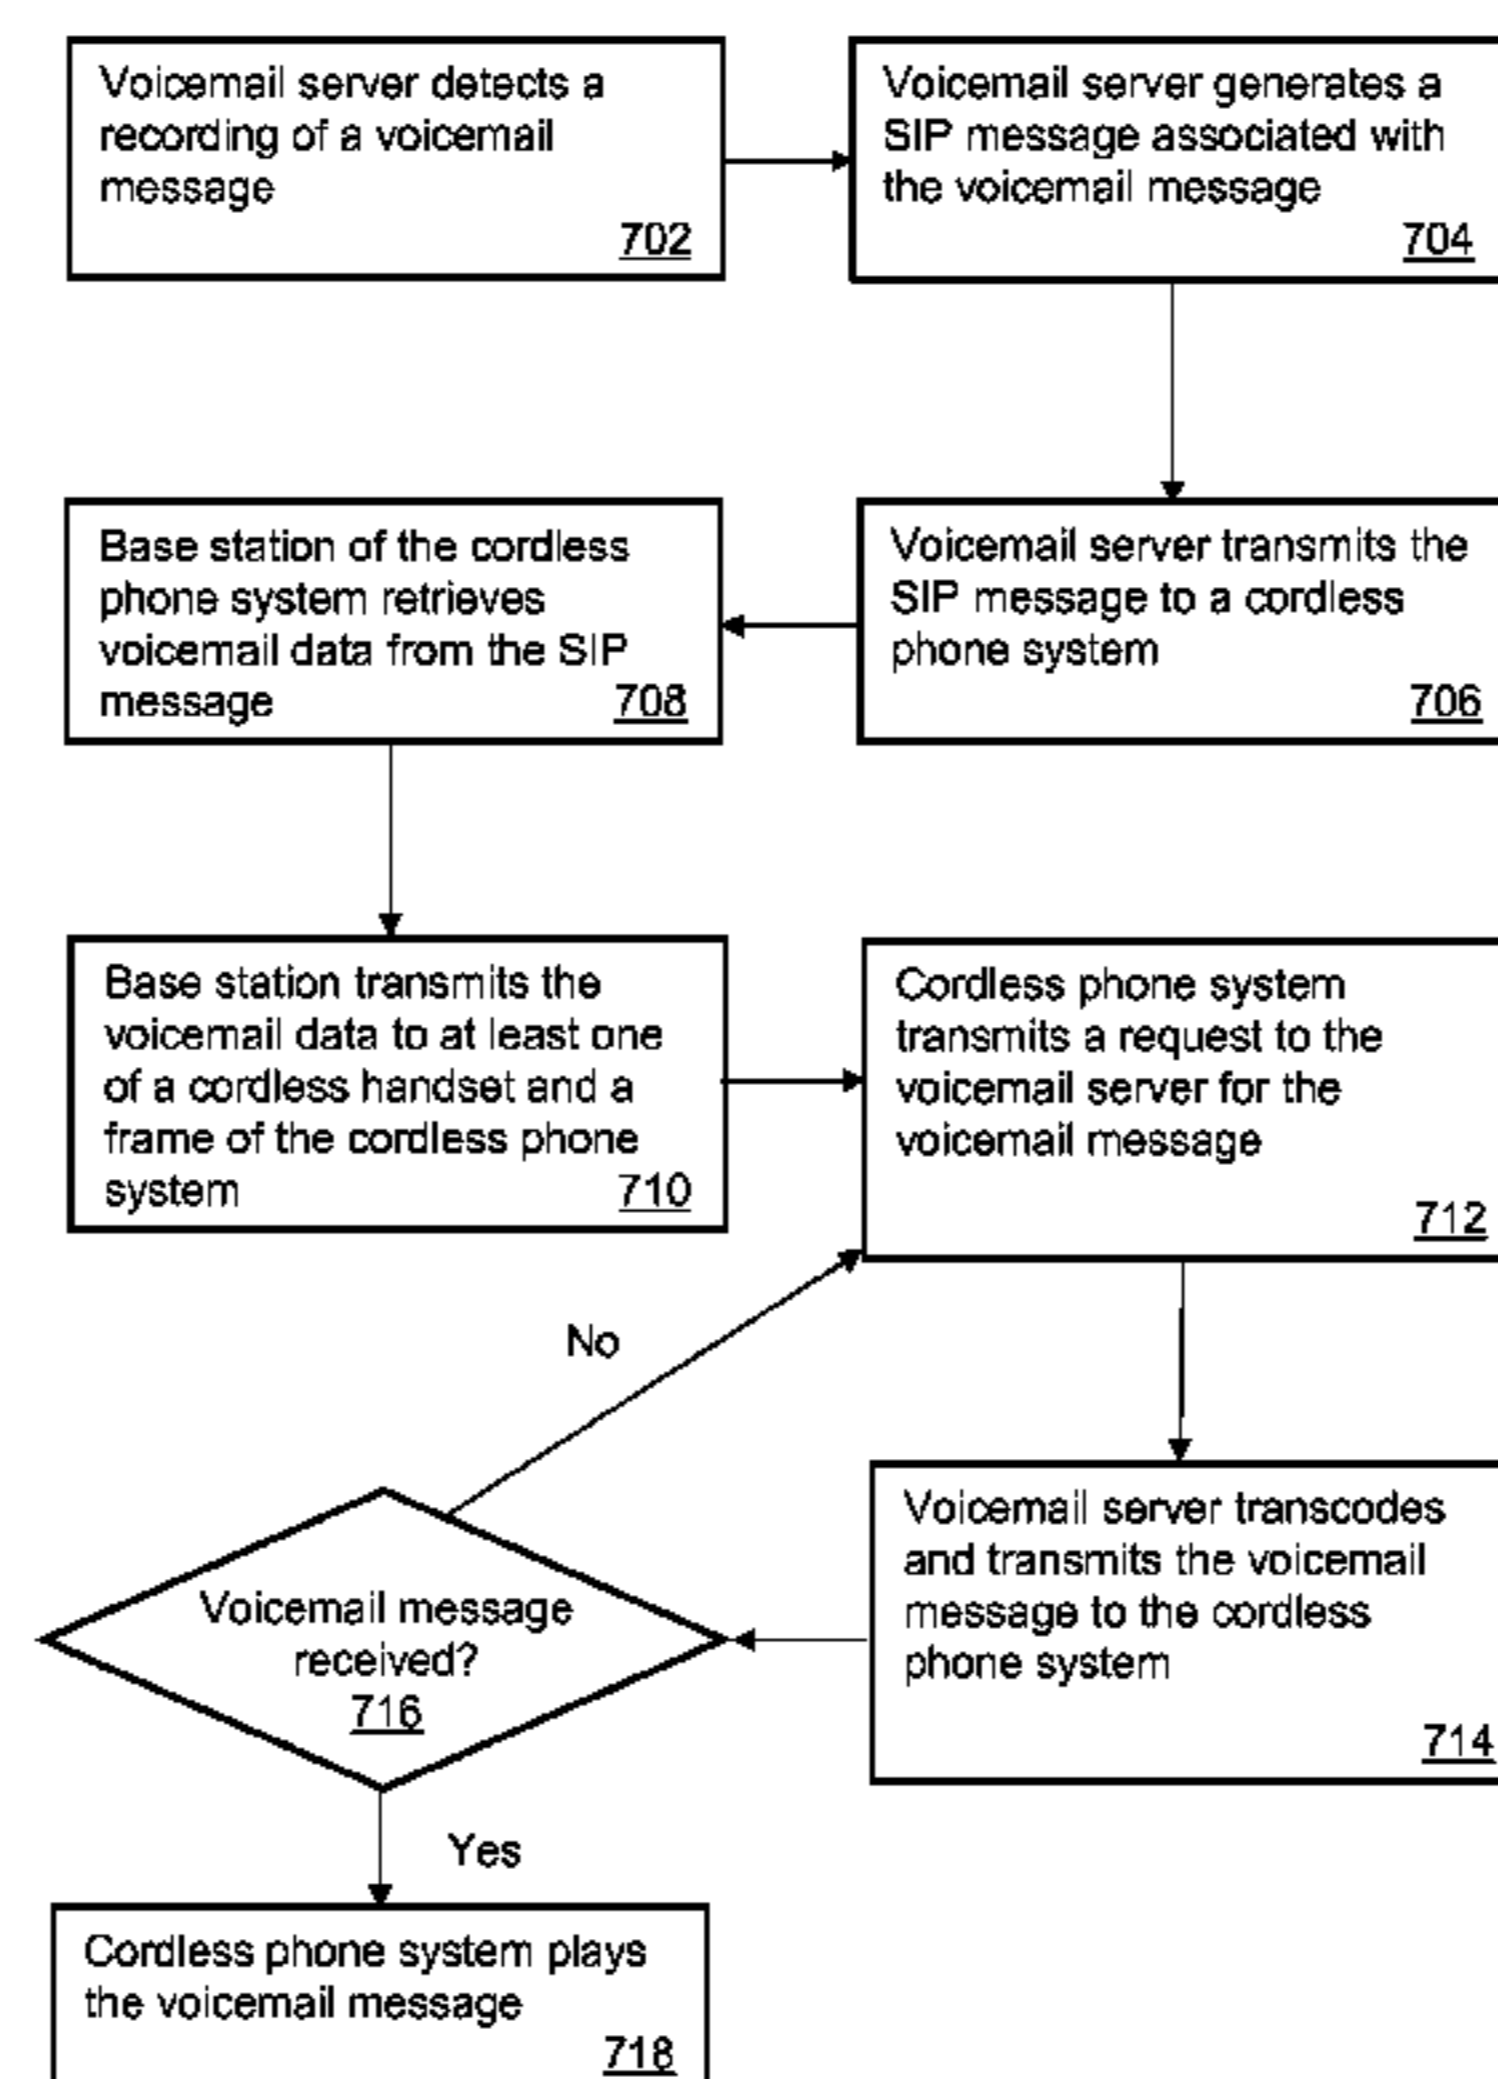 Voicemail server detects a
recording of a voicemail
message
702
Voicemail server generates a
SIP message associated with
the voicemail message
704
Voicemail server transmits the
SIP message to a cordless
phone system
706
Base station of the cordless
phone system retrieves
voicemail data from the SIP
message
708
Base station transmits the
voicemail data to at least one
of a cordless handset and a
frame of the cordless phone
system
710
Cordless phone system
transmits a request to the
voicemail server for the
voicemail message
712
Voicemail server transcodes
and transmits the voicemail
message to the cordless
phone system
714
No
Voicemail message
received?
716
Yes
Cordless phone system plays
the voicemail message
718